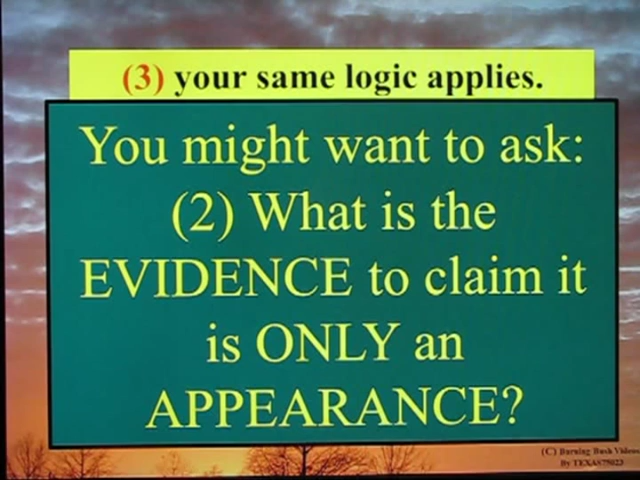 (3) your same logic applies.
You might want to ask:
(2) What is the
EVIDENCE to claim it
is ONLY an
APPEARANCE?
(C) Burning Bush Videos
By TEXAS75023